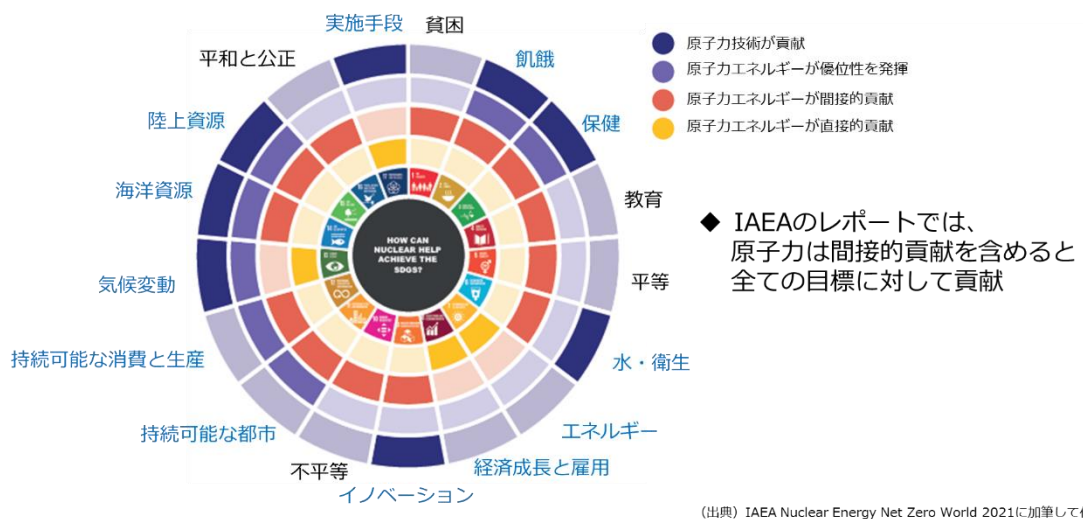 実施手段
貧困
飢餓
保健
教育
平等
水・衛生
エネルギー
経済成長と雇用
イノベーション
不平等
持続可能な都市
持続可能な消費と生産
気候変動
海洋資源
陸上資源
平和と公正
HOW CAN
NUCLEAR HELP
ACHIEVE THE
SDGS?
原子力技術が貢献
原子力エネルギーが優位性を発揮
原子力エネルギーが間接的貢献
原子力エネルギーが直接的貢献
◆ IAEAのレポートでは、
原子力は間接的貢献を含めると
全ての目標に対して貢献
（出典）IAEA Nuclear Energy Net Zero World 2021に加筆して